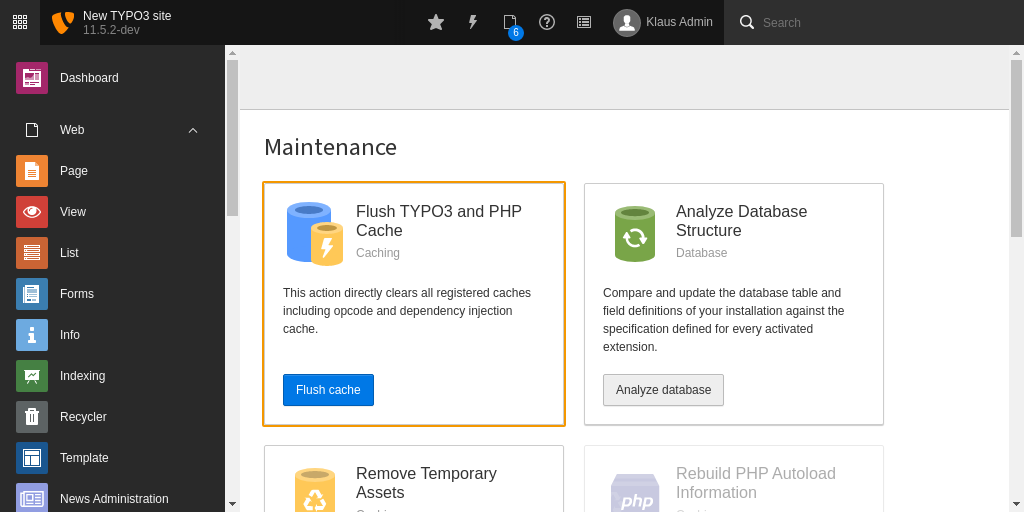 New TYPO3 site
11.5.2-dev
6
Klaus Admin
Search
Dashboard
Web
Page
View
List
Forms
Info
Indexing
Recycler
Template
News Administration
Maintenance
Flush TYPO3 and PHP
Cache
Caching
This action directly clears all registered caches
including opcode and dependency injection
cache.
Flush cache
Analyze Database
Structure
Database
Compare and update the database table and
field definitions of your installation against the
specification defined for every activated
extension.
Analyze database
Remove Temporary
Assets
php
Rebuild PHP Autoload
Information